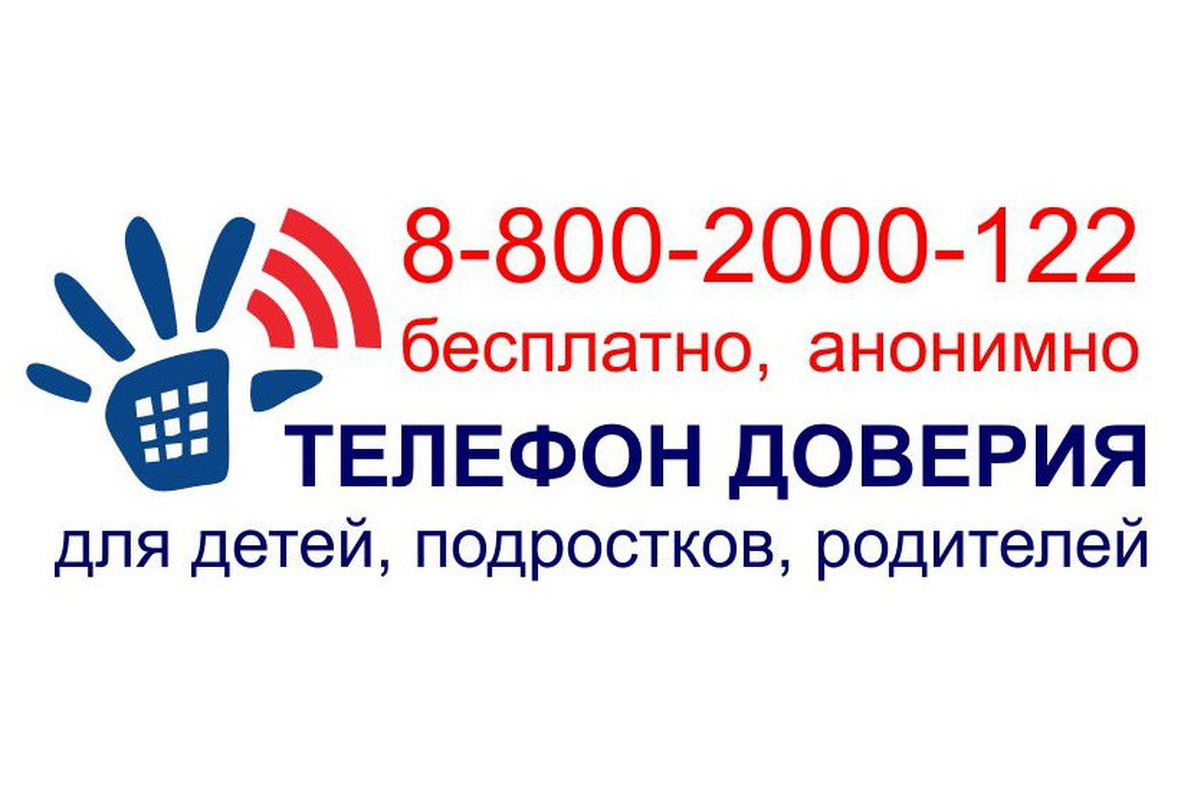 8-800-2000-122
бесплатно, анонимно
ТЕЛЕФОН ДОВЕРИЯ
для детей, подростков, родителей